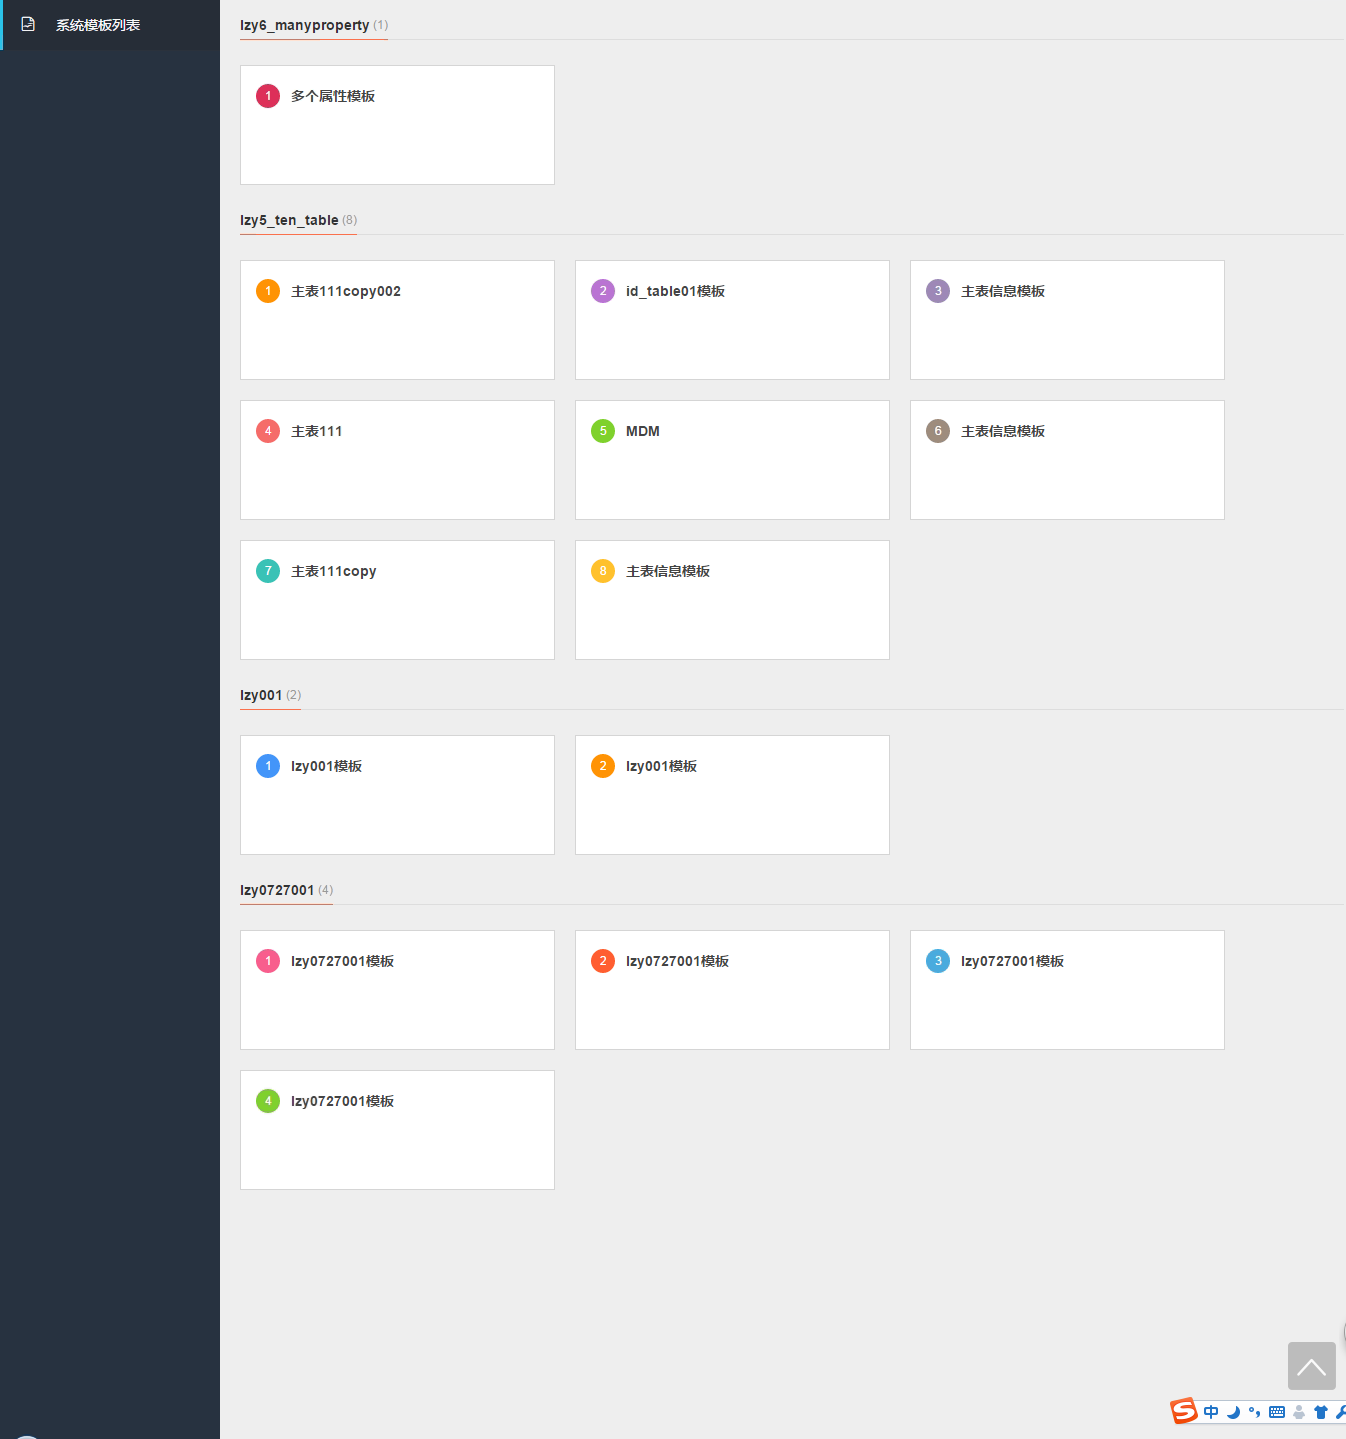 系统模板列表
lzy6_manyproperty (1)
1 多个属性模板
lzy5_ten_table (8)
1 主表111copy002
2 id_table01模板
3 主表信息模板
4 主表111
5 MDM
6 主表信息模板
7 主表111copy
8 主表信息模板
lzy001 (2)
1 lzy001模板
2 lzy001模板
lzy0727001 (4)
1 lzy0727001模板
2 lzy0727001模板
3 lzy0727001模板
4 lzy0727001模板
S 中